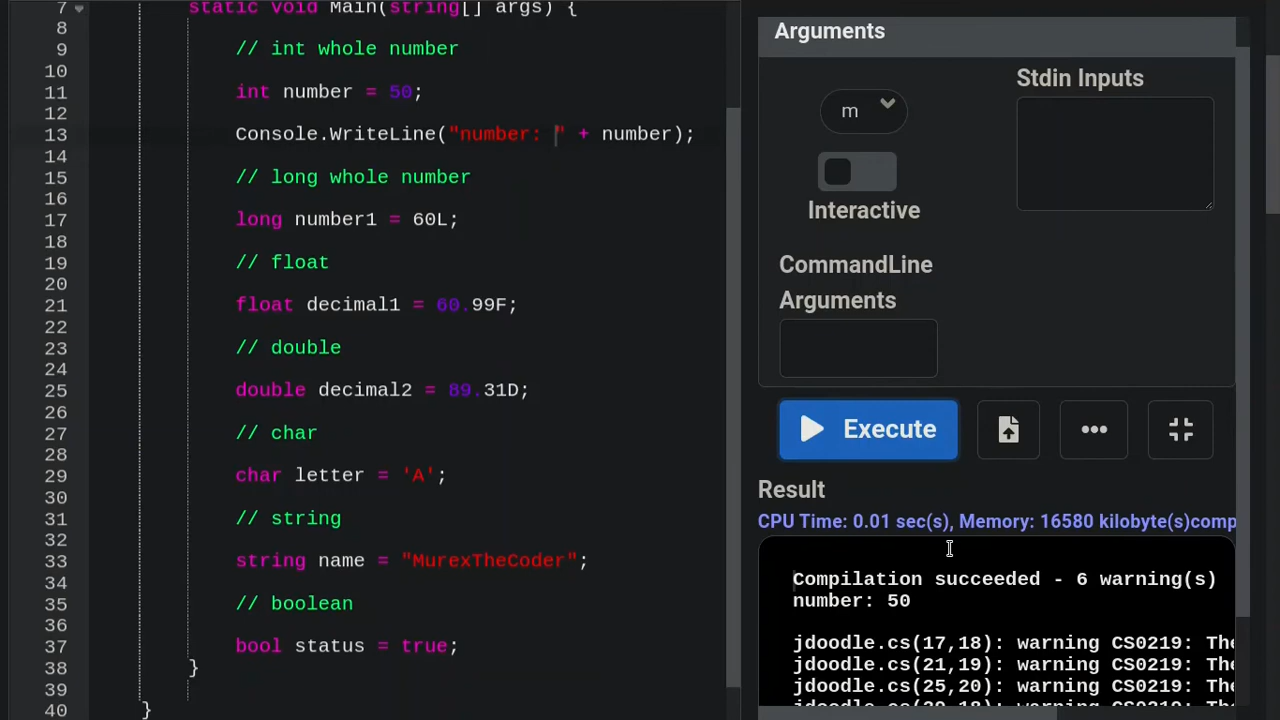 7 static void Main(string[] args) {
8
9 // int whole number
10
11 int number = 50;
12
13 Console.WriteLine("number: " + number);
14
15 // long whole number
16
17 long number1 = 60L;
18
19 // float
20
21 float decimal1 = 60.99F;
22
23 // double
24
25 double decimal2 = 89.31D;
26
27 // char
28
29 char letter = 'A';
30
31 // string
32
33 string name = "MurexTheCoder";
34
35 // boolean
36
37 bool status = true;
38 }
39
40 }
Arguments
m
Interactive
Stdin Inputs
CommandLine
Arguments
Execute
Result
CPU Time: 0.01 sec(s), Memory: 16580 kilobyte(s)comp
Compilation succeeded - 6 warning(s)
number: 50
jdoodle.cs(17,18): warning CS0219: The
jdoodle.cs(21,19): warning CS0219: The
jdoodle.cs(25,20): warning CS0219: The